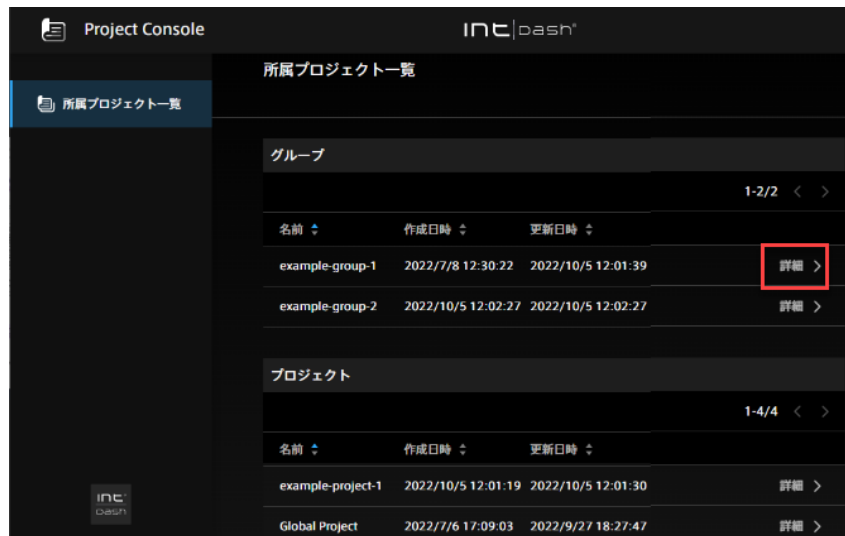 Project Console
intdash
所属プロジェクト一覧
所属プロジェクト一覧
グループ
1-2/2
名前 作成日時 更新日時
example-group-1 2022/7/8 12:30:22 2022/10/5 12:01:39 詳細
example-group-2 2022/10/5 12:02:27 2022/10/5 12:02:27 詳細
プロジェクト
1-4/4
名前 作成日時 更新日時
example-project-1 2022/10/5 12:01:19 2022/10/5 12:01:30 詳細
Global Project 2022/7/6 17:09:03 2022/9/27 18:27:47 詳細
int
dash